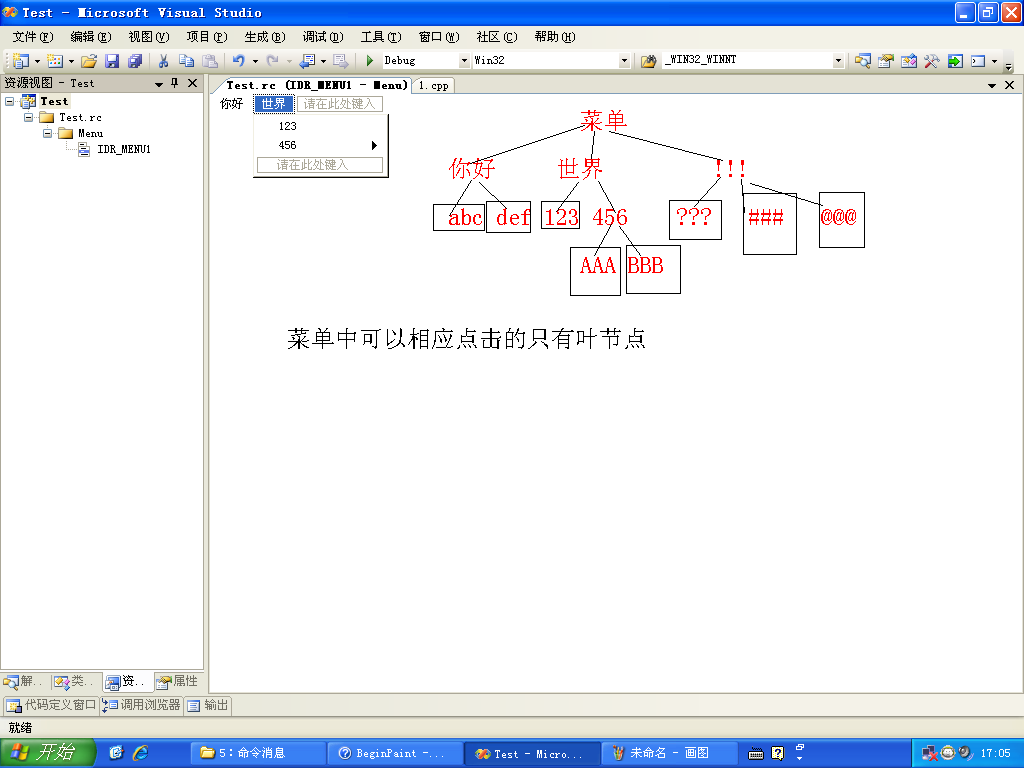 Test - Microsoft Visual Studio
文件(F) 编辑(E) 视图(V) 项目(P) 生成(B) 调试(D) 工具(T) 窗口(W) 社区(C) 帮助(H)
Debug Win32 _WIN32_WINNT
资源视图 - Test
Test.rc (IDR_MENU1 - Menu) 1.cpp
Test
Test.rc
Menu
IDR_MENU1
你好 世界 请在此处键入
123
456
请在此处键入
菜单
你好 世界 !!!
abc def 123 456 ??? ### @@@
AAA BBB
菜单中可以相应点击的只有叶节点
解.. 类.. 资.. 属性
代码定义窗口 调用浏览器 输出
就绪
开始 5：命令消息 BeginPaint -... Test - Micro... 未命名 - 画图 17:05